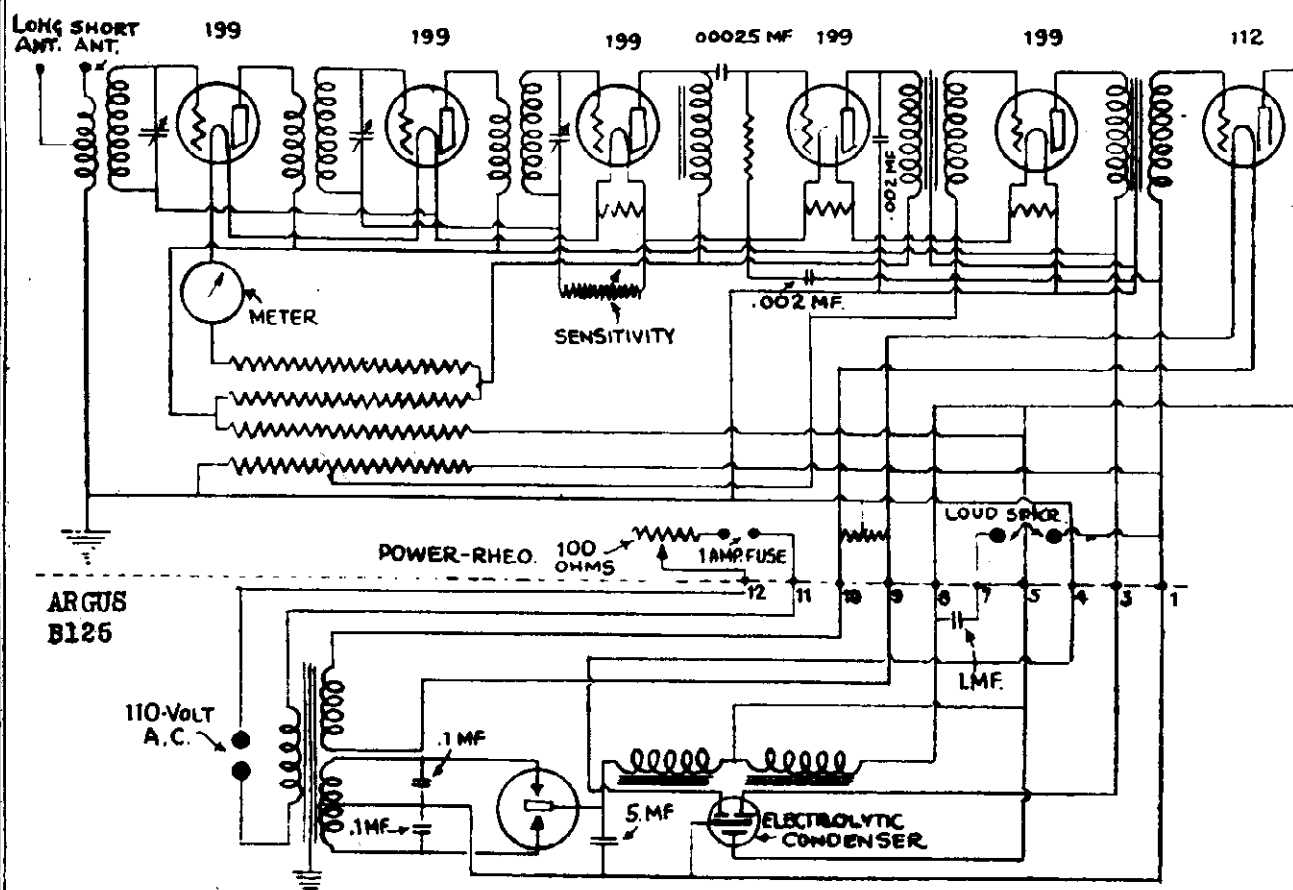 LONG SHORT
ANT. ANT.
199
199
199
00025 MF
199
199
112
.002 MF
METER
SENSITIVITY
.002 MF.
POWER-RHEO.
100
OHMS
1 AMP. FUSE
LOUD SPKR.
12
11
10
9
8
7
5
4
3
1
ARGUS
B125
1 MF.
110-VOLT
A.C.
.1 MF
.1 MF
5 MF
ELECTROLYTIC
CONDENSER